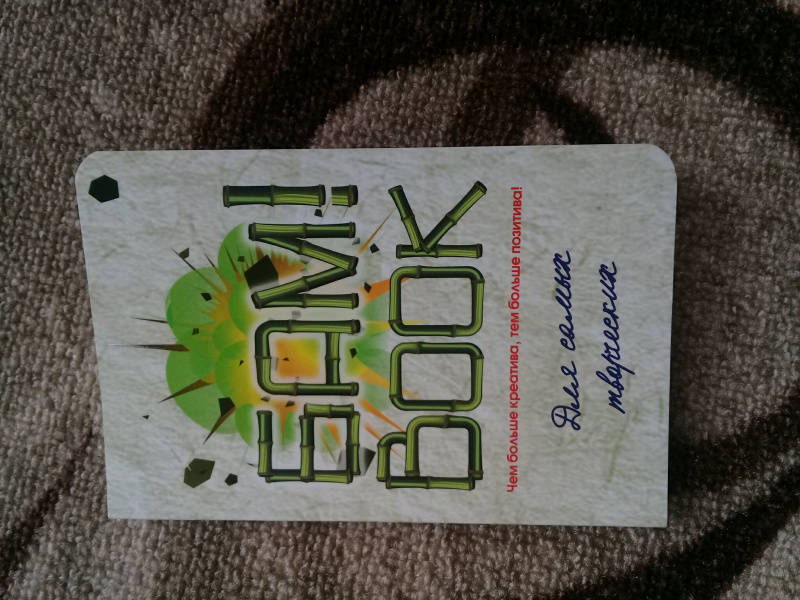 БАМ!
BOOK
Чем больше креатива, тем больше позитива!
Для самых
творческих